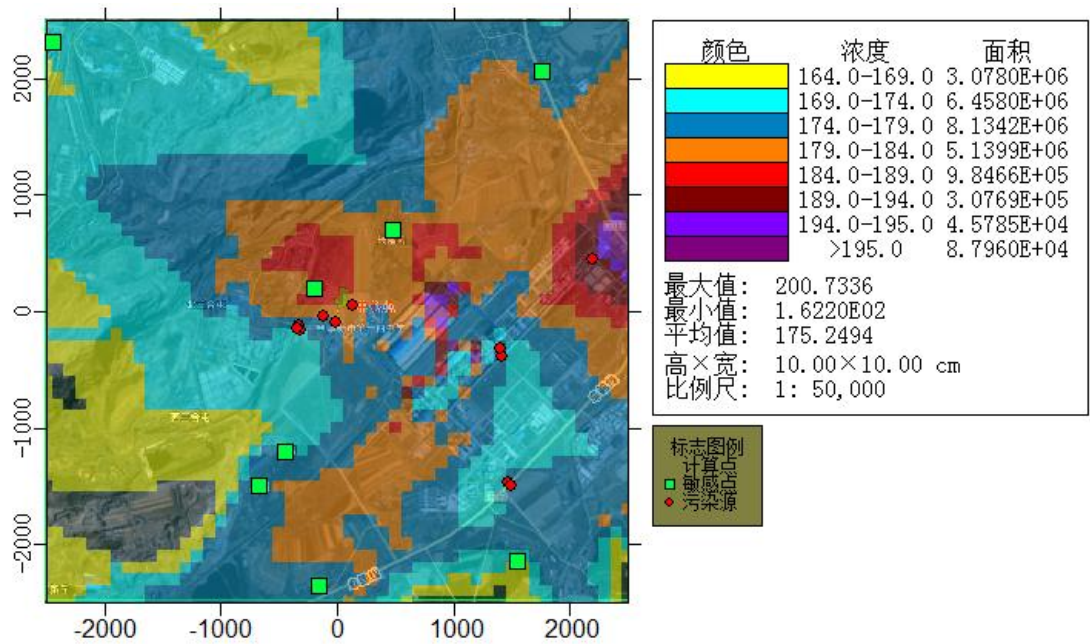 颜色 浓度 面积
164.0-169.0 3.0780E+06
169.0-174.0 6.4580E+06
174.0-179.0 8.1342E+06
179.0-184.0 5.1399E+06
184.0-189.0 9.8466E+05
189.0-194.0 3.0769E+05
194.0-195.0 4.5785E+04
>195.0 8.7960E+04
最大值: 200.7336
最小值: 1.6220E02
平均值: 175.2494
高×宽: 10.00×10.00 cm
比例尺: 1: 50,000
标志图例
计算点
敏感点
污染源
2000
1000
0
-1000
-2000
-2000 -1000 0 1000 2000